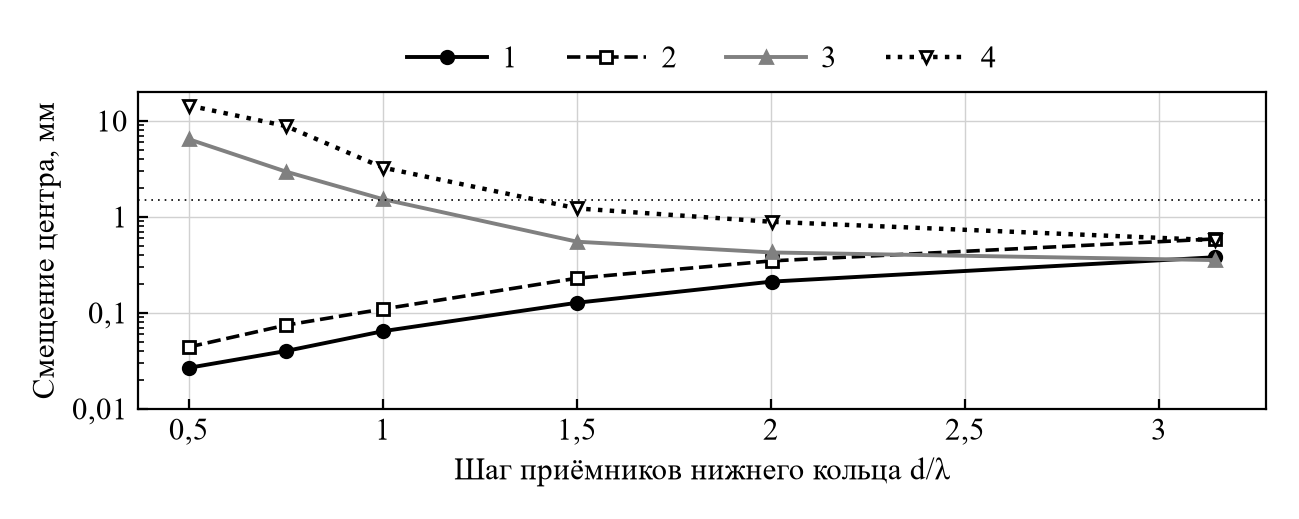 1 2 3 4
Смещение центра, мм
10
1
0,1
0,01
0,5 1 1,5 2 2,5 3
Шаг приёмников нижнего кольца d/λ